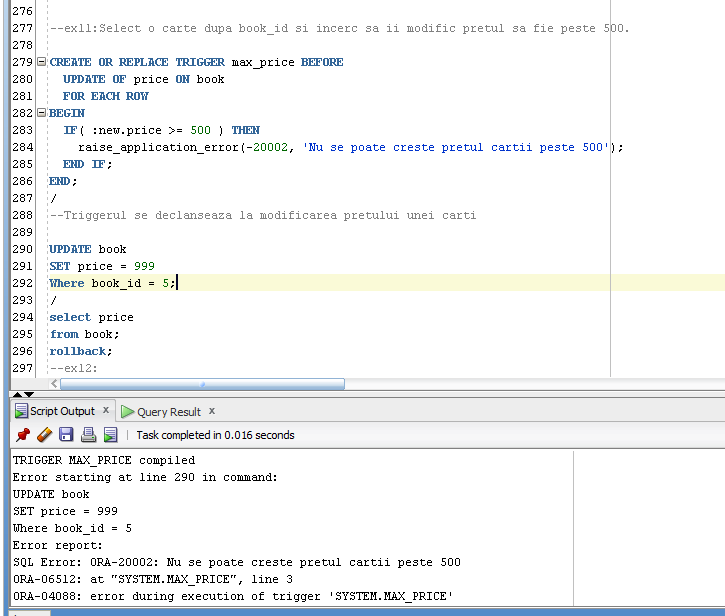 276
277 --ex11:Select o carte dupa book_id si incerc sa ii modific pretul sa fie peste 500.
278
279 CREATE OR REPLACE TRIGGER max_price BEFORE
280 UPDATE OF price ON book
281 FOR EACH ROW
282 BEGIN
283 IF( :new.price >= 500 ) THEN
284 raise_application_error(-20002, 'Nu se poate creste pretul cartii peste 500');
285 END IF;
286 END;
287 /
288 --Triggerul se declanseaza la modificarea pretului unei carti
289
290 UPDATE book
291 SET price = 999
292 Where book_id = 5;
293 /
294 select price
295 from book;
296 rollback;
297 --ex12:
Script Output x Query Result x
Task completed in 0.016 seconds
TRIGGER MAX_PRICE compiled
Error starting at line 290 in command:
UPDATE book
SET price = 999
Where book_id = 5
Error report:
SQL Error: ORA-20002: Nu se poate creste pretul cartii peste 500
ORA-06512: at "SYSTEM.MAX_PRICE", line 3
ORA-04088: error during execution of trigger 'SYSTEM.MAX_PRICE'